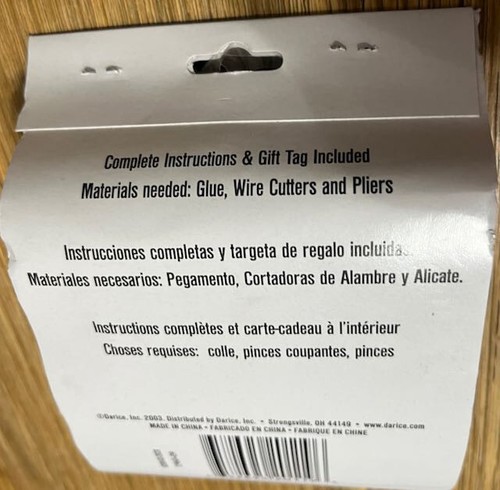 Complete Instructions & Gift Tag Included
Materials needed: Glue, Wire Cutters and Pliers
Instrucciones completas y targeta de regalo incluidas.
Materiales necesarios: Pegamento, Cortadoras de Alambre y Alicate.
Instructions complètes et carte-cadeau à l'intérieur
Choses requises: colle, pinces coupantes, pinces
©Darice, Inc. 2003. Distributed by Darice, Inc. • Strongsville, OH 44149 • www.darice.com
MADE IN CHINA • FABRICADO EN CHINA • FABRIQUE EN CHINE